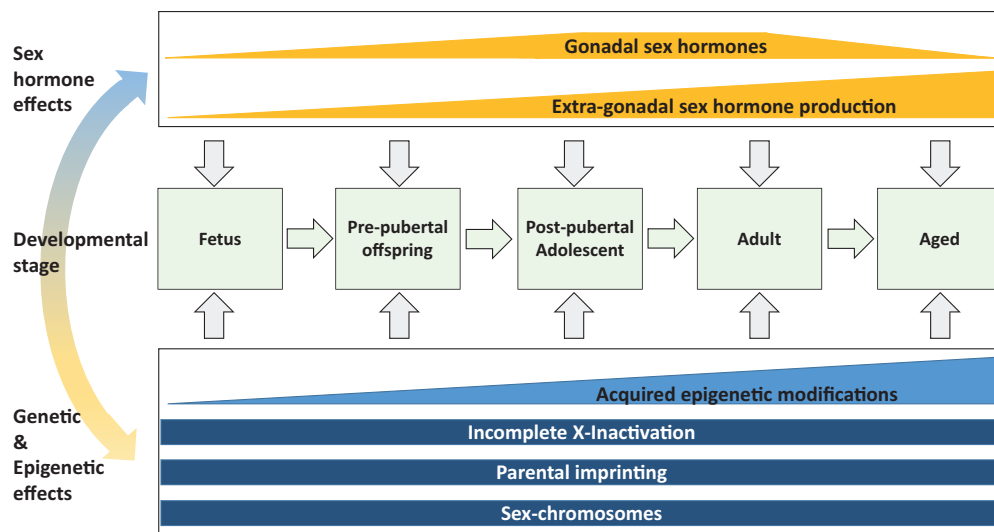 Sex
hormone
effects
Gonadal sex hormones
Extra-gonadal sex hormone production
Developmental
stage
Fetus
Pre-pubertal
offspring
Post-pubertal
Adolescent
Adult
Aged
Genetic
&
Epigenetic
effects
Acquired epigenetic modifications
Incomplete X-Inactivation
Parental imprinting
Sex-chromosomes